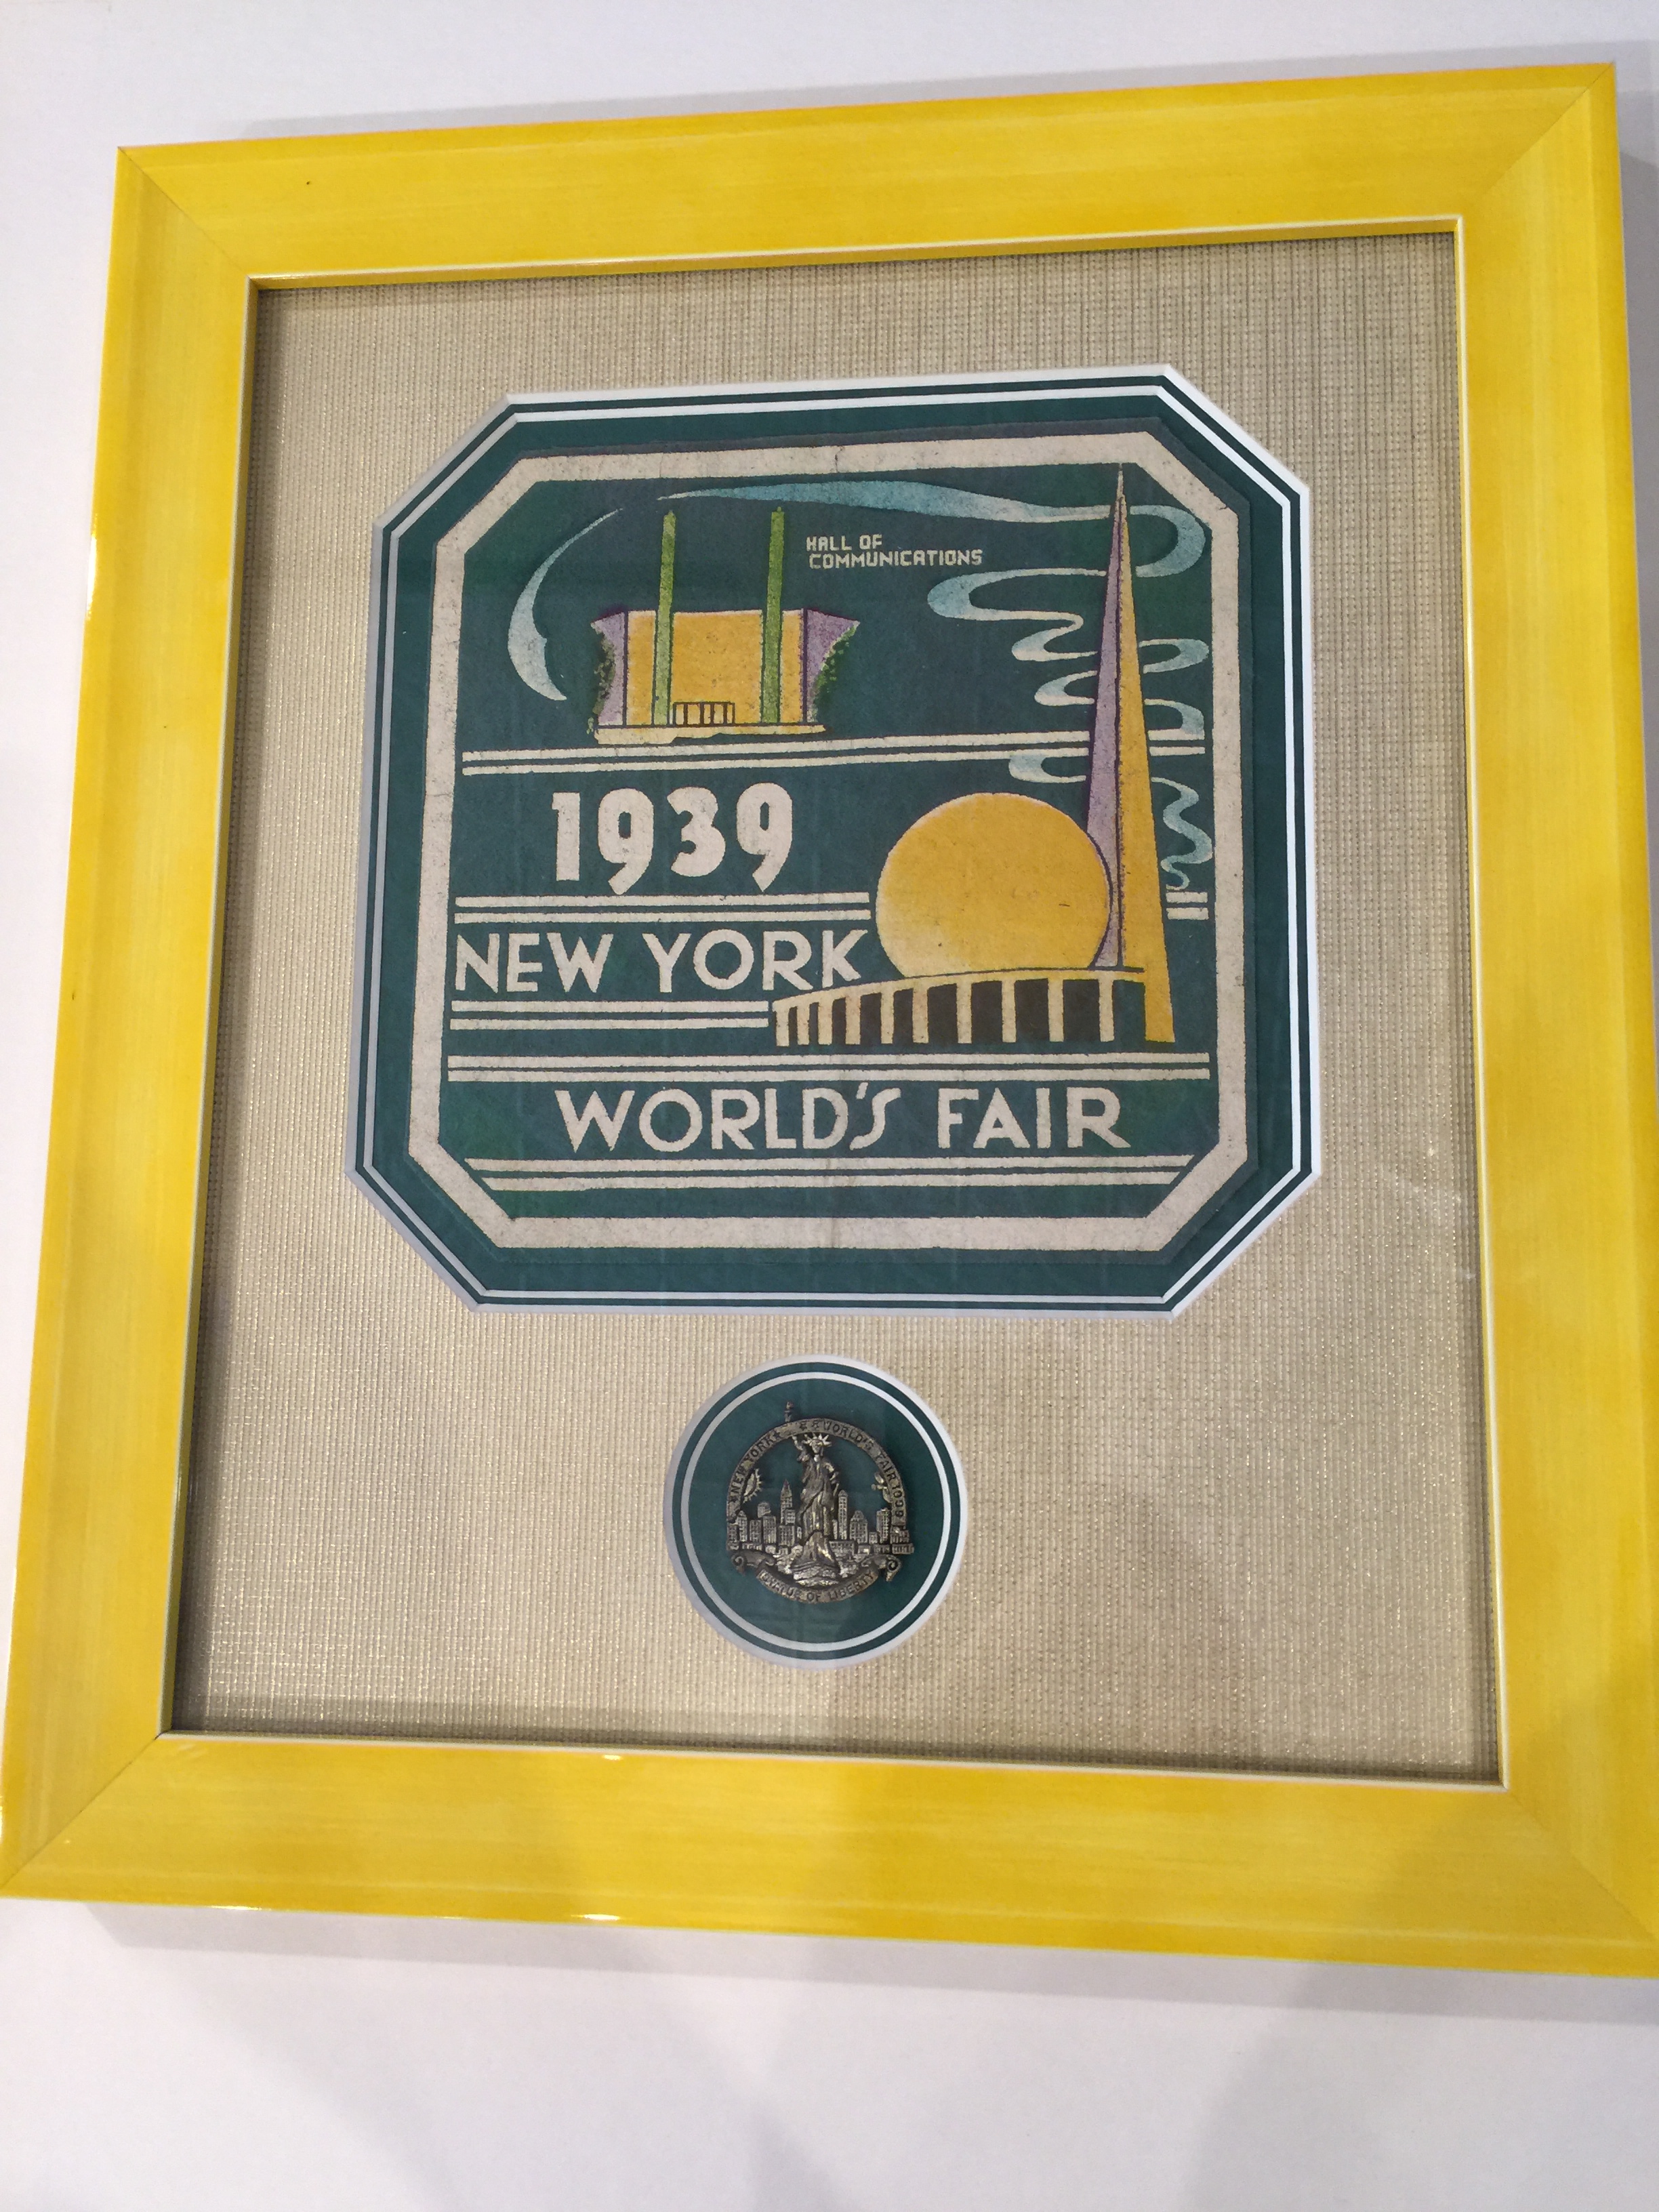 HALL OF
COMMUNICATIONS
1939
NEW YORK
WORLD'S FAIR
NEW YORK WORLD'S FAIR 1939
STATUE OF LIBERTY